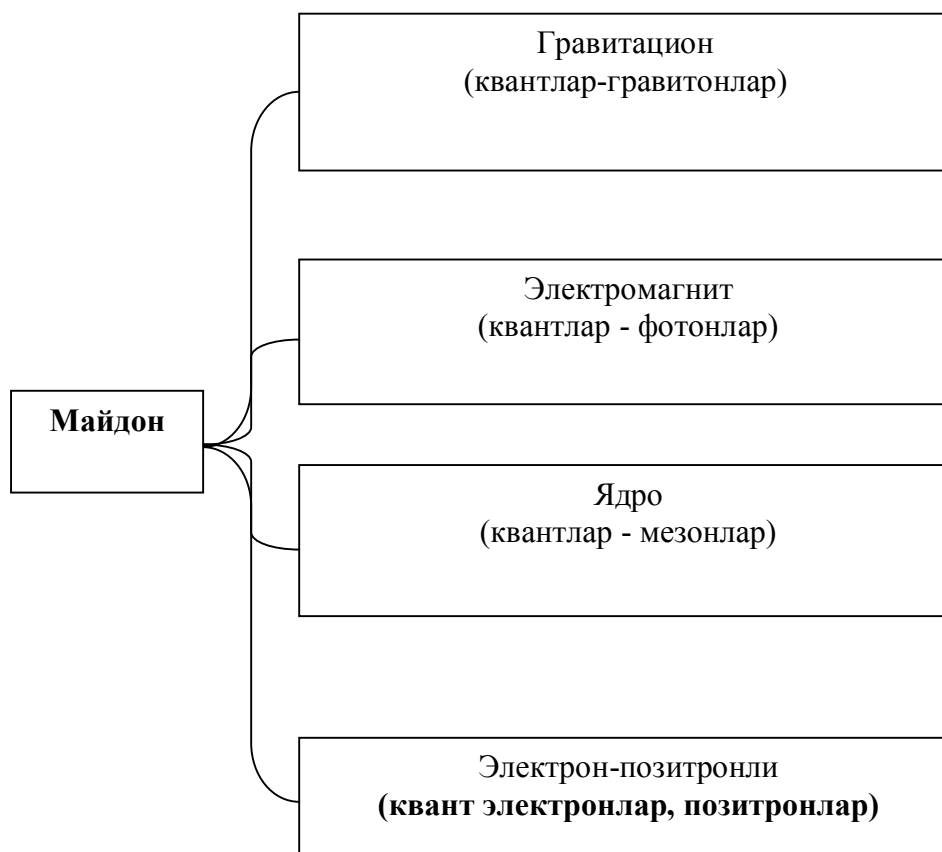 Гравитацион
(квантлар-гравитонлар)
Электромагнит
(квантлар - фотонлар)
Майдон
Ядро
(квантлар - мезонлар)
Электрон-позитронли
(квант электронлар, позитронлар)